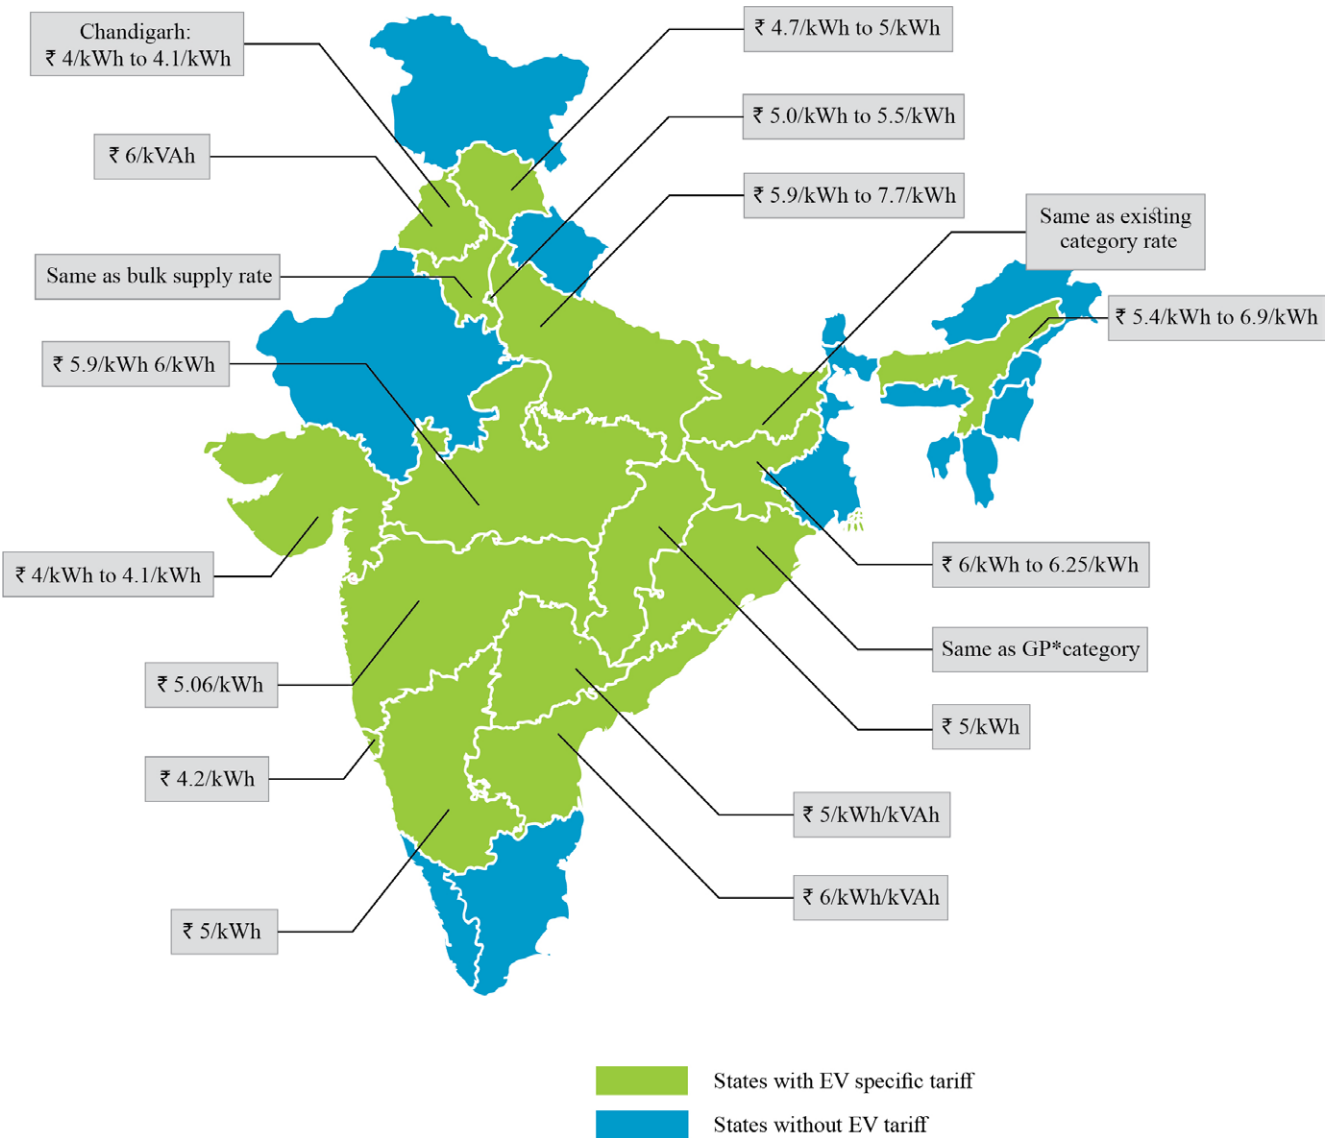 Chandigarh:
₹ 4/kWh to 4.1/kWh
₹ 4.7/kWh to 5/kWh
₹ 5.0/kWh to 5.5/kWh
₹ 6/kVAh
₹ 5.9/kWh to 7.7/kWh
Same as existing
category rate
Same as bulk supply rate
₹ 5.4/kWh to 6.9/kWh
₹ 5.9/kWh 6/kWh
₹ 4/kWh to 4.1/kWh
₹ 6/kWh to 6.25/kWh
Same as GP*category
₹ 5.06/kWh
₹ 5/kWh
₹ 4.2/kWh
₹ 5/kWh/kVAh
₹ 6/kWh/kVAh
₹ 5/kWh
States with EV specific tariff
States without EV tariff